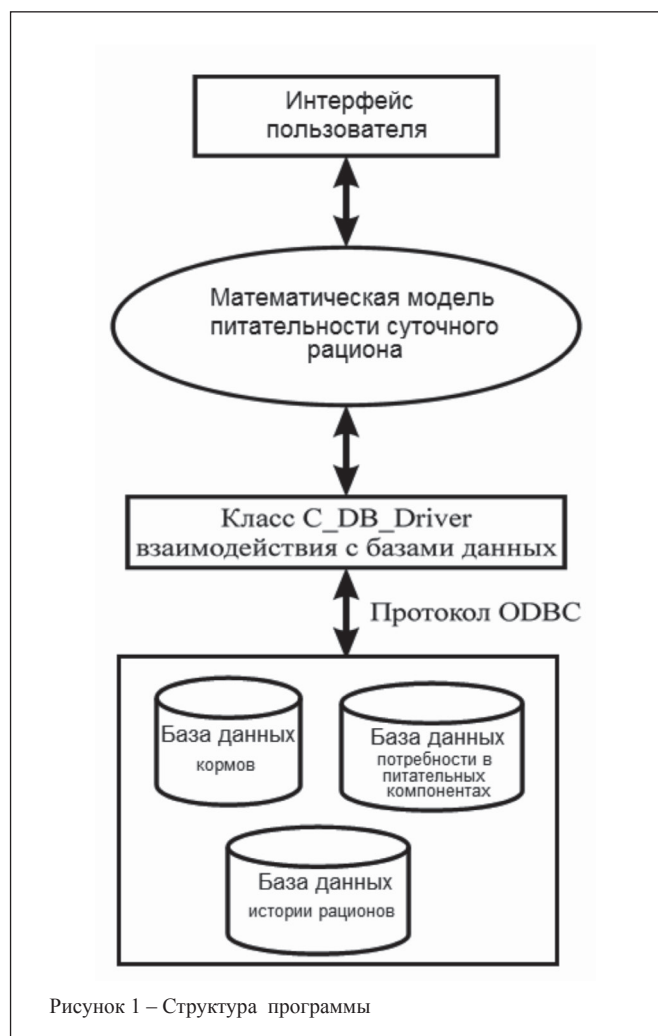 Интерфейс
пользователя
Математическая модель
питательности суточного
рациона
Класс C_DB_Driver
взаимодействия с базами данных
Протокол ODBC
База данных
кормов
База данных
потребности в
питательных
компонентах
База данных
истории рационов
Рисунок 1 – Структура программы